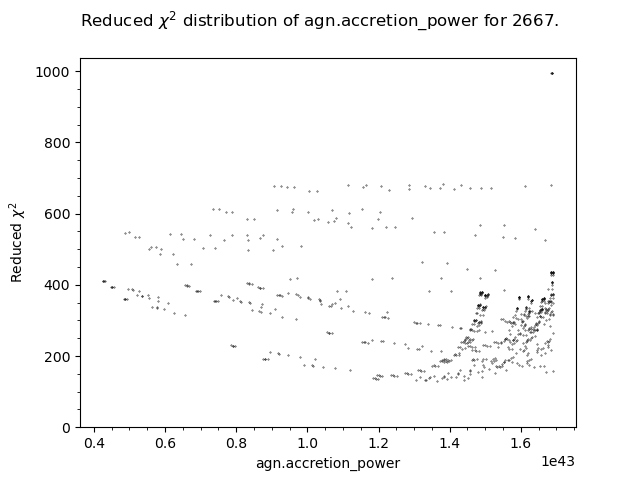 Reduced χ² distribution of agn.accretion_power for 2667.
1000
800
600
400
200
0
Reduced χ²
0.4 0.6 0.8 1.0 1.2 1.4 1.6
1e43
agn.accretion_power